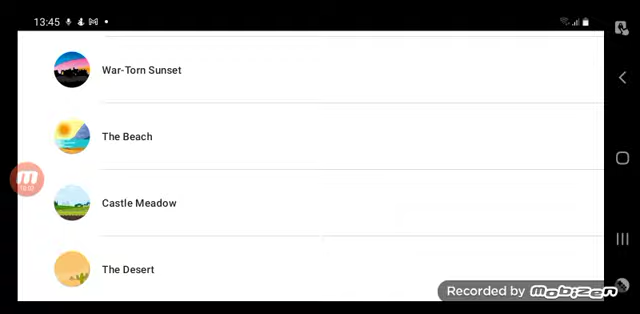 13:45
War-Torn Sunset
The Beach
Castle Meadow
The Desert
Recorded by Mobizen